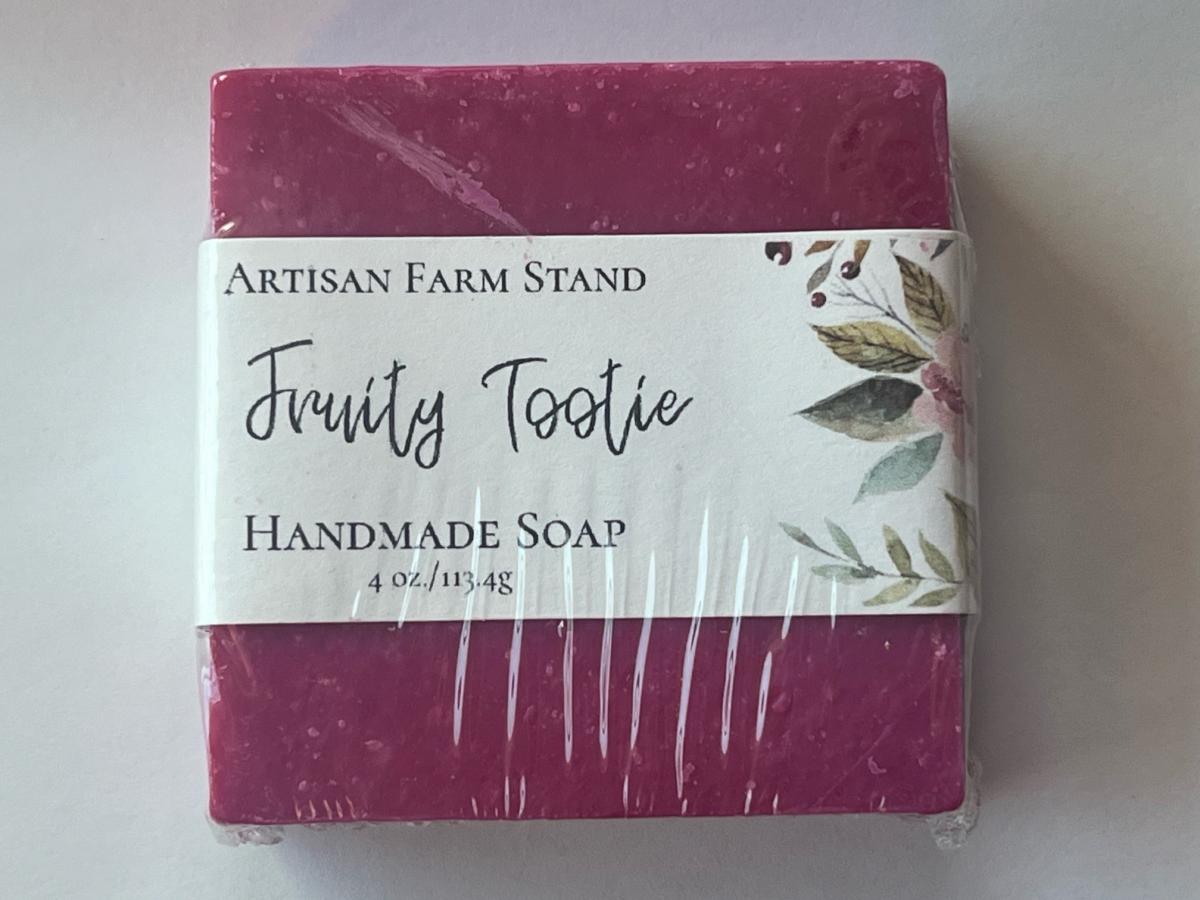 Artisan Farm Stand
Fruity Tootie
Handmade Soap
4 oz./113.4g